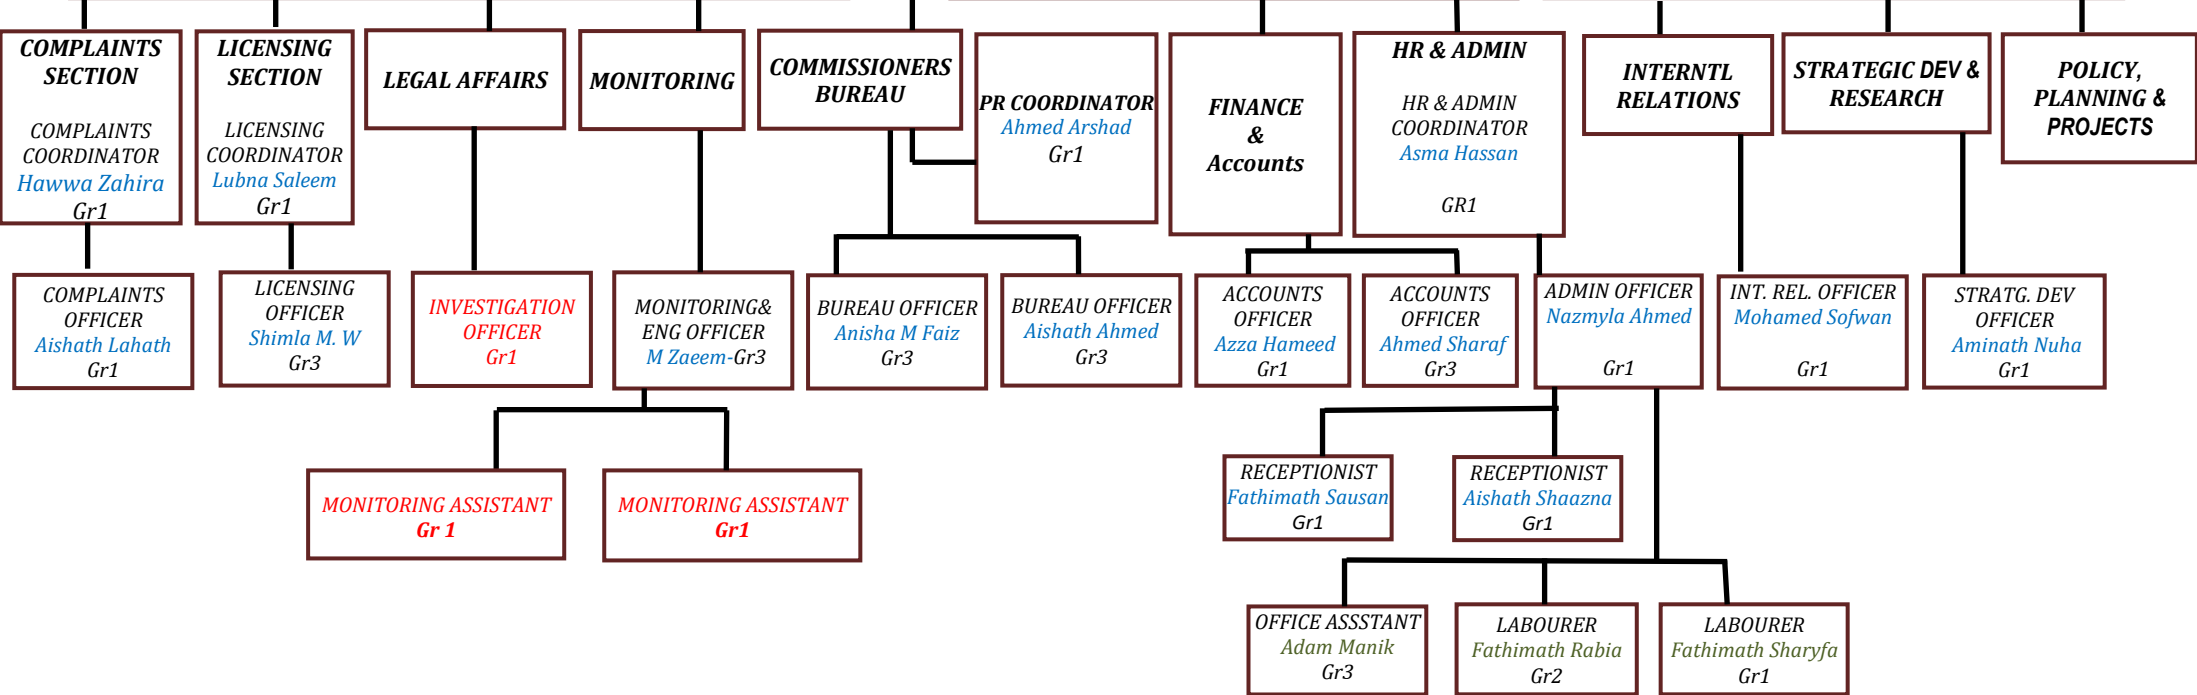 COMPLAINTS
SECTION
COMPLAINTS
COORDINATOR
Hawwa Zahira
Gr1
LICENSING
SECTION
LICENSING
COORDINATOR
Lubna Saleem
Gr1
LEGAL AFFAIRS
MONITORING
COMMISSIONERS
BUREAU
PR COORDINATOR
Ahmed Arshad
Gr1
FINANCE
&
Accounts
HR & ADMIN
HR & ADMIN
COORDINATOR
Asma Hassan
GR1
INTERNTL
RELATIONS
STRATEGIC DEV &
RESEARCH
POLICY,
PLANNING &
PROJECTS
COMPLAINTS
OFFICER
Aishath Lahath
Gr1
LICENSING
OFFICER
Shimla M. W
Gr3
INVESTIGATION
OFFICER
Gr1
MONITORING&
ENG OFFICER
M Zaeem-Gr3
BUREAU OFFICER
Anisha M Faiz
Gr3
BUREAU OFFICER
Aishath Ahmed
Gr3
ACCOUNTS
OFFICER
Azza Hameed
Gr1
ACCOUNTS
OFFICER
Ahmed Sharaf
Gr3
ADMIN OFFICER
Nazmyla Ahmed
Gr1
INT. REL. OFFICER
Mohamed Sofwan
Gr1
STRATG. DEV
OFFICER
Aminath Nuha
Gr1
MONITORING ASSISTANT
Gr 1
MONITORING ASSISTANT
Gr1
RECEPTIONIST
Fathimath Sausan
Gr1
RECEPTIONIST
Aishath Shaazna
Gr1
OFFICE ASSSTANT
Adam Manik
Gr3
LABOURER
Fathimath Rabia
Gr2
LABOURER
Fathimath Sharyfa
Gr1